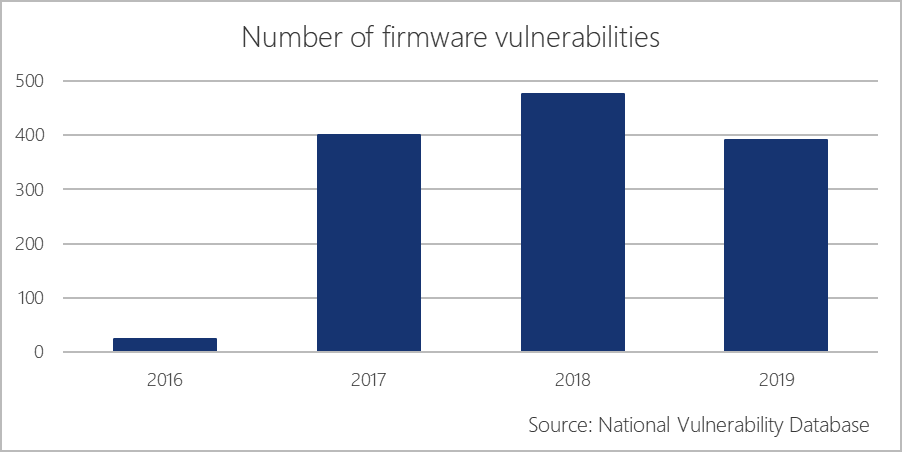 Number of firmware vulnerabilities
500
400
300
200
100
0
2016 2017 2018 2019
Source: National Vulnerability Database